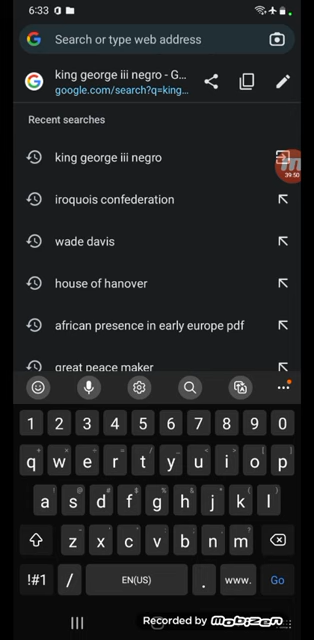 6:33
Search or type web address
king george iii negro - G...
google.com/search?q=king...
Recent searches
king george iii negro
39:50
iroquois confederation
wade davis
house of hanover
african presence in early europe pdf
great peace maker
1 2 3 4 5 6 7 8 9 0
q w e r t y u i o p
a s d f g h j k l
z x c v b n m
!#1 / EN(US) . www. Go
Recorded by mobizen